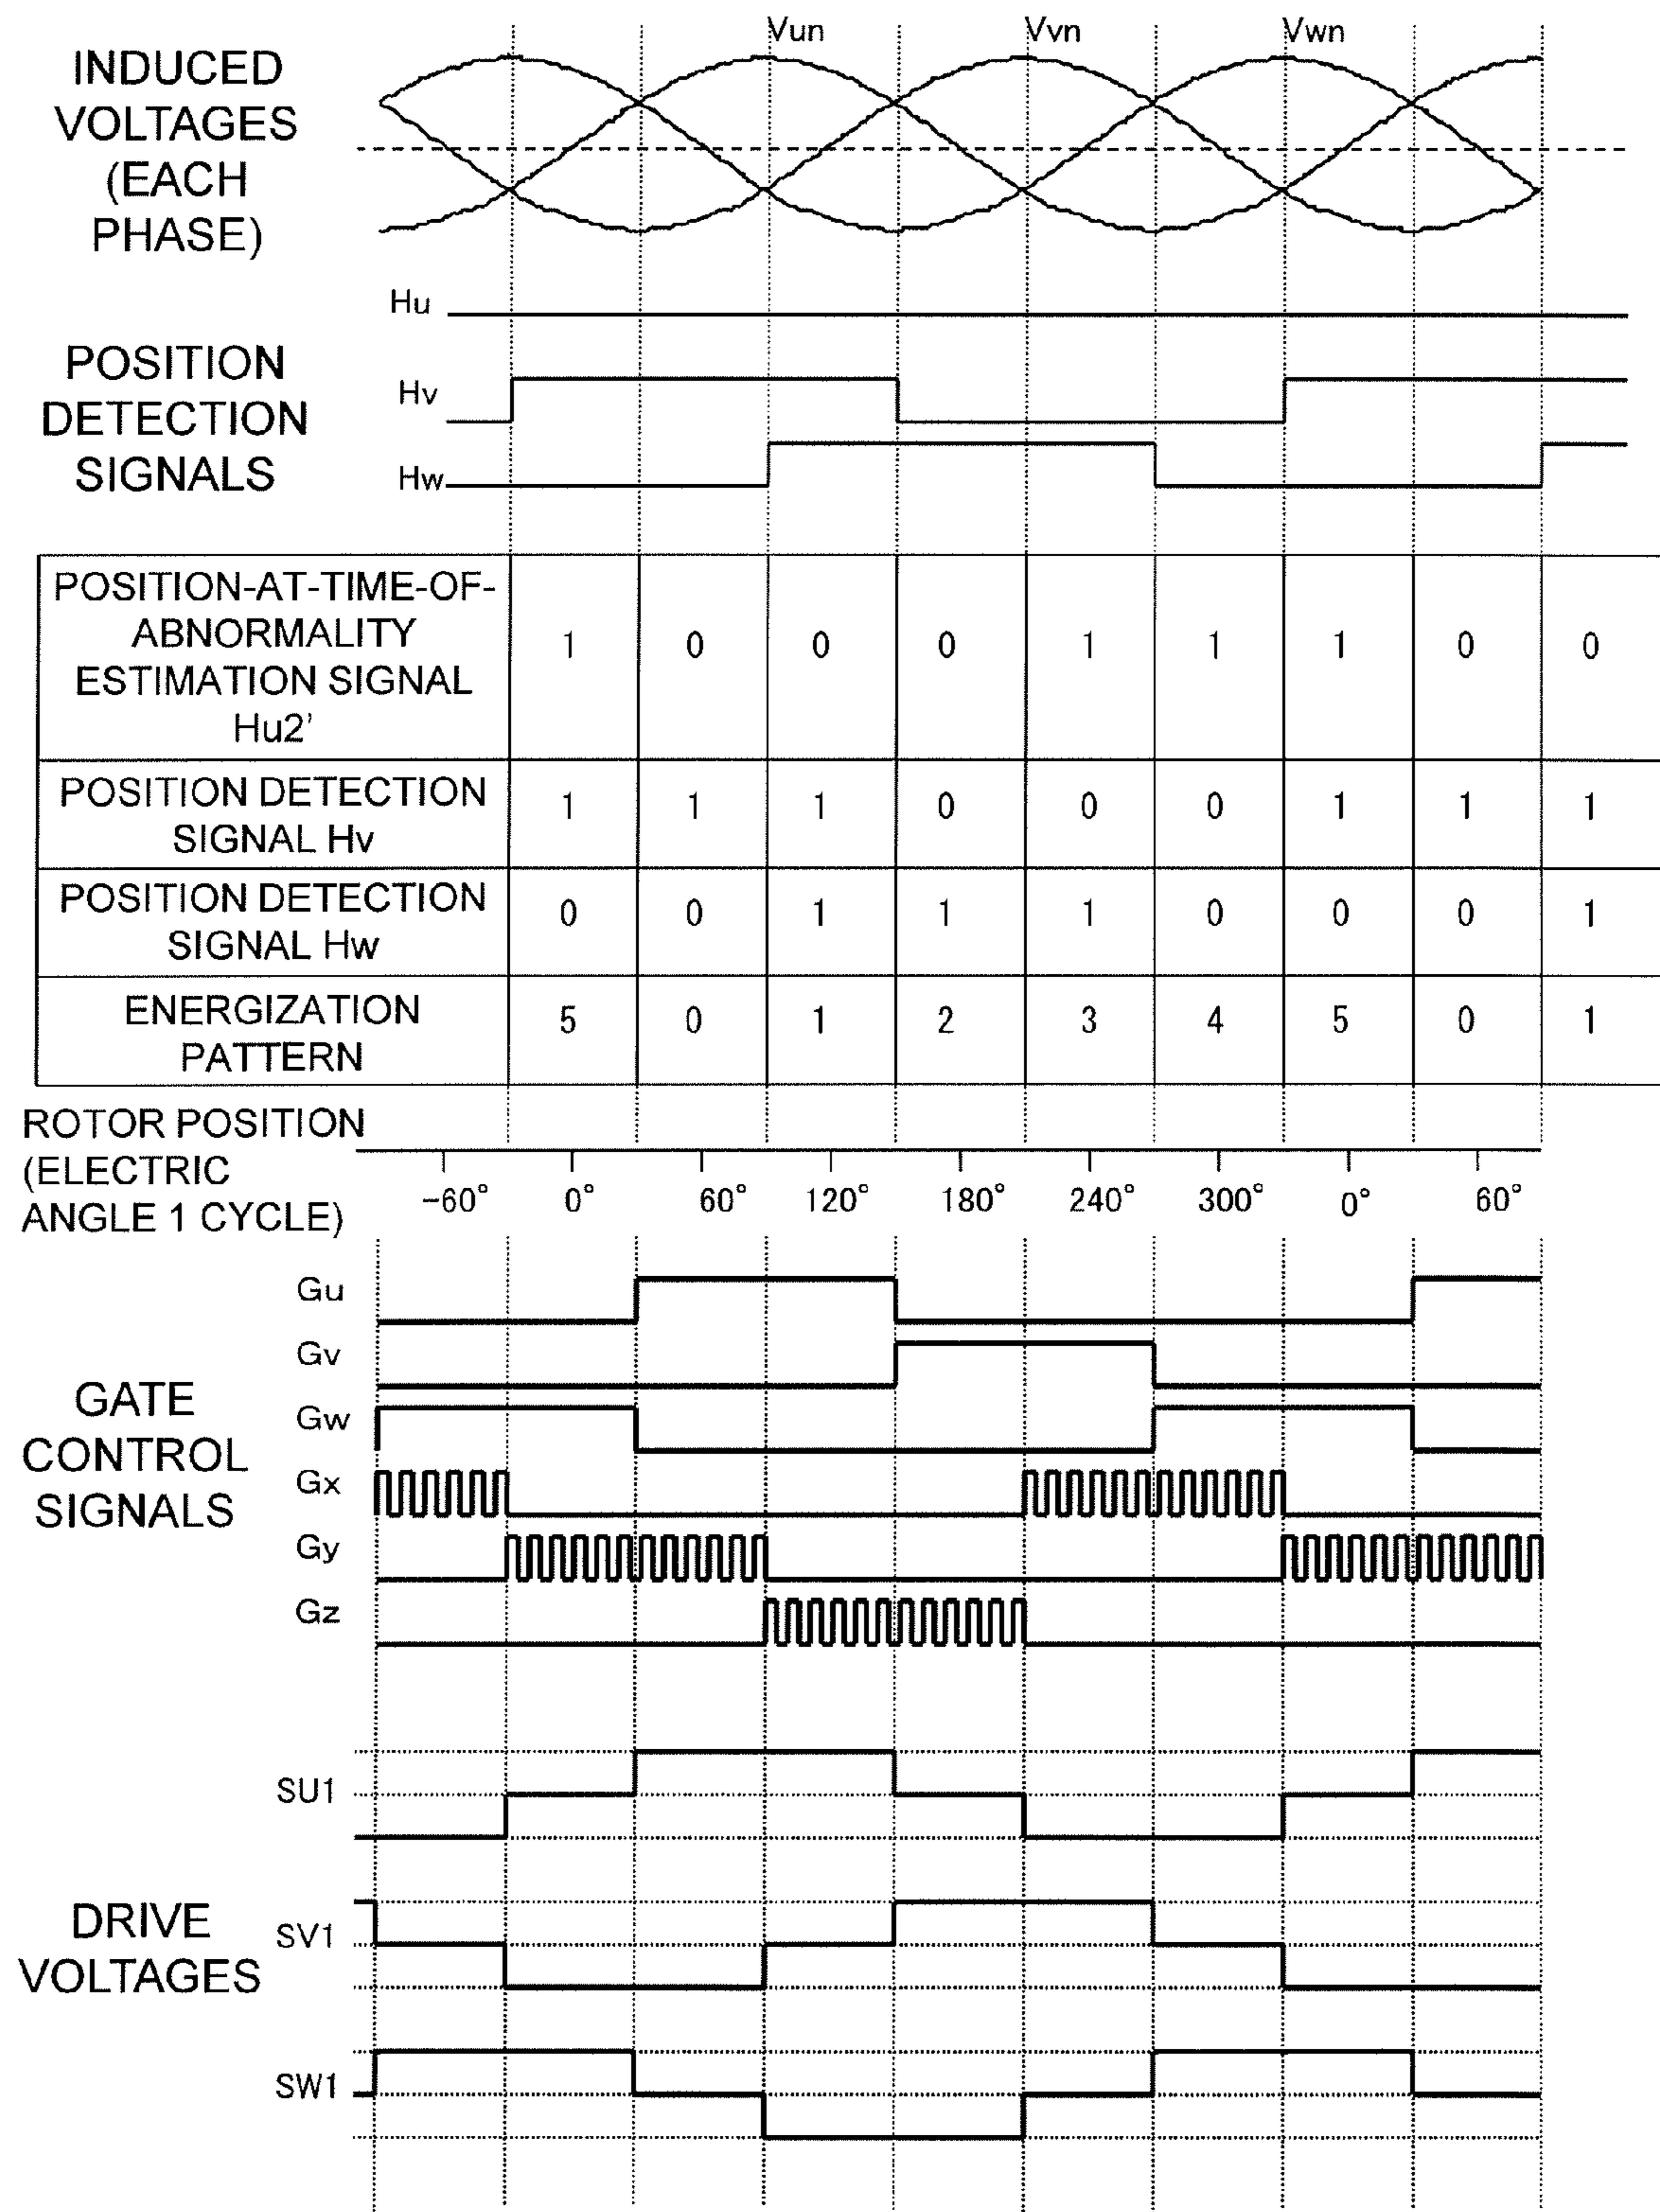 Vun Vvn Vwn
INDUCED
VOLTAGES
(EACH
PHASE)
Hu
POSITION
DETECTION
SIGNALS
Hv
Hw
POSITION-AT-TIME-OF-
ABNORMALITY
ESTIMATION SIGNAL
Hu2'
1 0 0 0 1 1 1 0 0
POSITION DETECTION
SIGNAL Hv
1 1 1 0 0 0 1 1 1
POSITION DETECTION
SIGNAL Hw
0 0 1 1 1 0 0 0 1
ENERGIZATION
PATTERN
5 0 1 2 3 4 5 0 1
ROTOR POSITION
(ELECTRIC
ANGLE 1 CYCLE)
-60° 0° 60° 120° 180° 240° 300° 0° 60°
Gu
Gv
GATE
CONTROL
SIGNALS
Gw
Gx
Gy
Gz
SU1
DRIVE
VOLTAGES
SV1
SW1